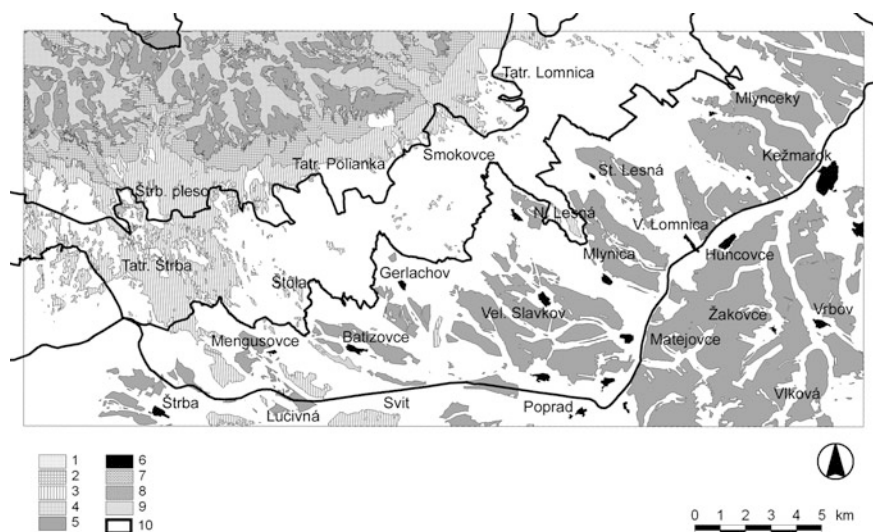 Tatr. Lomnica
Mlynceky
Kežmarok
Smokovce
Tatr. Polianka
Štrb. pleso
St. Lesná
N. Lesná
V. Lomnica
Huncovce
Mlynica
Tatr. Štrba
Štôla
Gerlachov
Vel. Slavkov
Žakovce
Vrbov
Mengusovce
Batizovce
Matejovce
Štrba
Lučivná
Svit
Poprad
Vlková
1 6
2 7
3 8
4 9
5 10
0 1 2 3 4 5 km